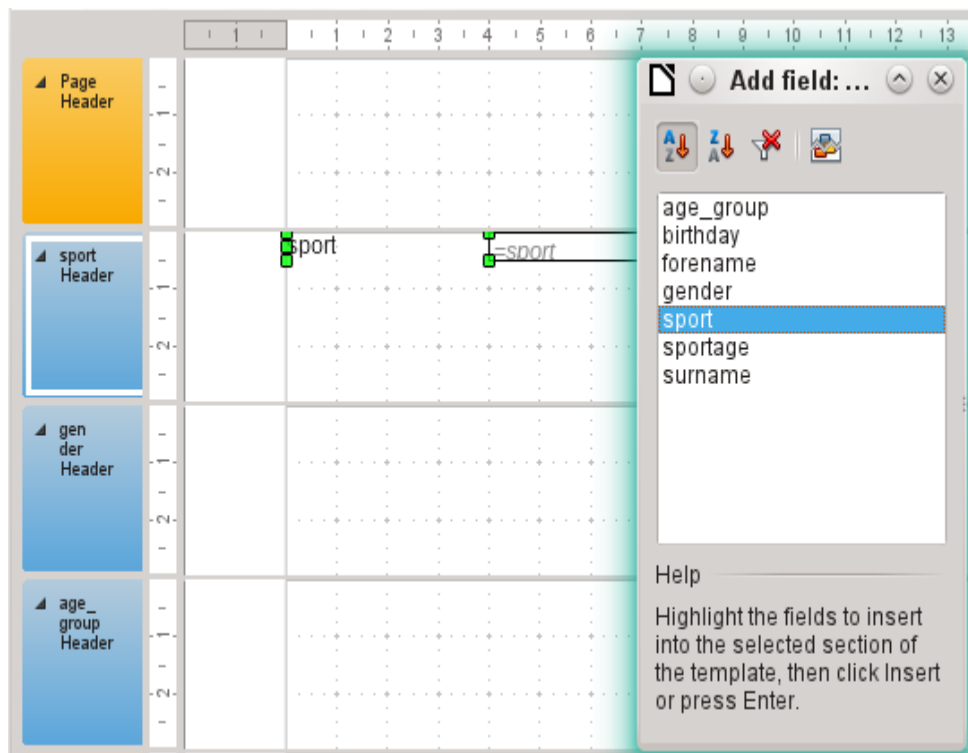 1 1 2 3 4 5 6 7 8 9 10 11 12 13
Page
Header
1
2
sport
Header
1
2
sport
=sport
gen
der
Header
1
2
age_
group
Header
1
2
Add field: ...
A
Z
Z
A
age_group
birthday
forename
gender
sport
sportage
surname
Help
Highlight the fields to insert
into the selected section of
the template, then click Insert
or press Enter.